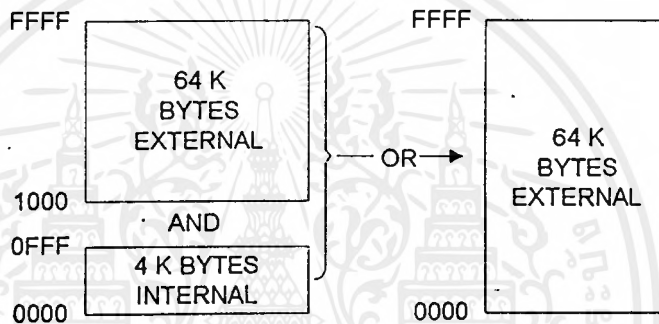 FFFF
64 K
BYTES
EXTERNAL
1000
AND
0FFF
4 K BYTES
INTERNAL
0000
OR
FFFF
64 K
BYTES
EXTERNAL
0000